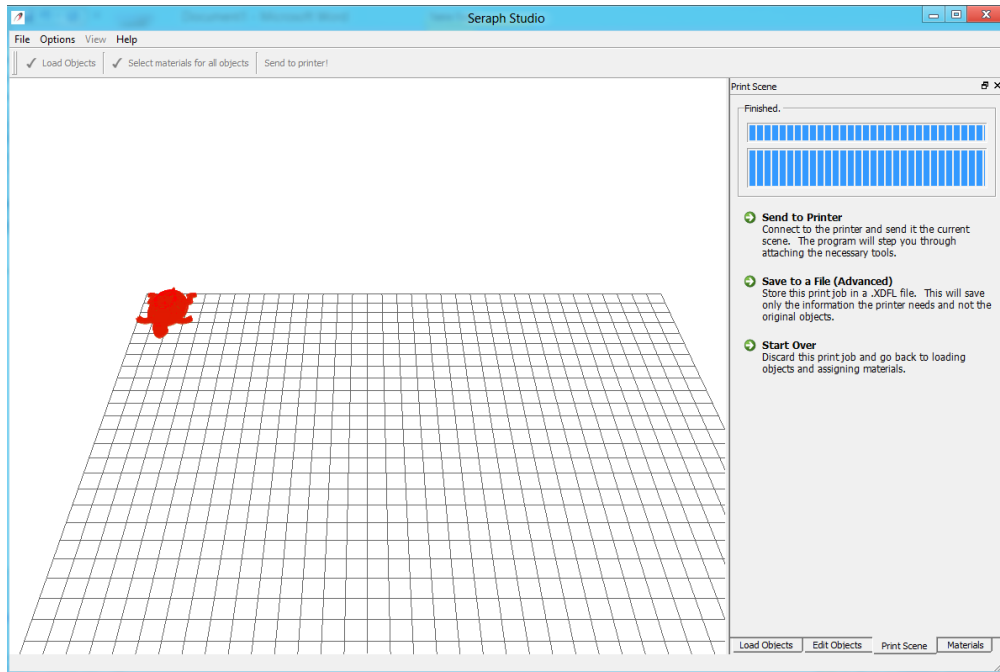 Document1 - Microsoft Word
Seraph Studio
File Options View Help
Load Objects Select materials for all objects Send to printer!
Print Scene
Finished.
Send to Printer
Connect to the printer and send it the current
scene. The program will step you through
attaching the necessary tools.
Save to a File (Advanced)
Store this print job in a .XDFL file. This will save
only the information the printer needs and not the
original objects.
Start Over
Discard this print job and go back to loading
objects and assigning materials.
Load Objects Edit Objects Print Scene Materials